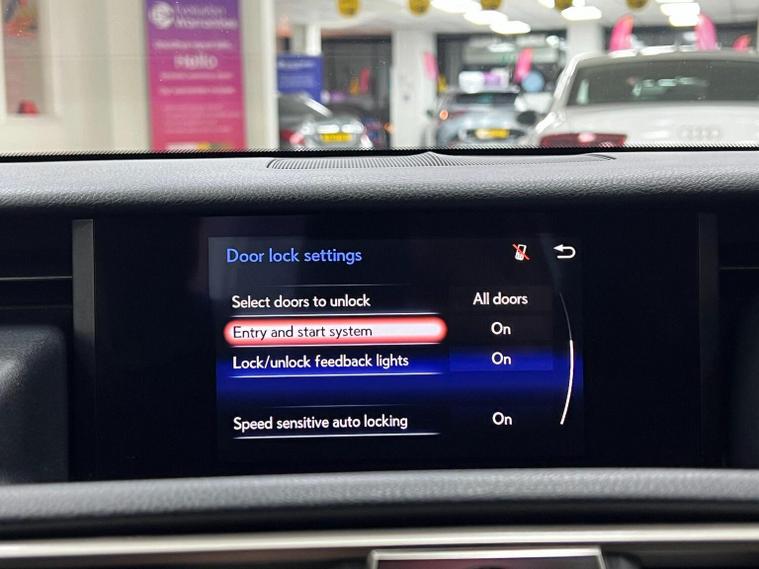 Hello
Door lock settings
Select doors to unlock All doors
Entry and start system On
Lock/unlock feedback lights On
Speed sensitive auto locking On